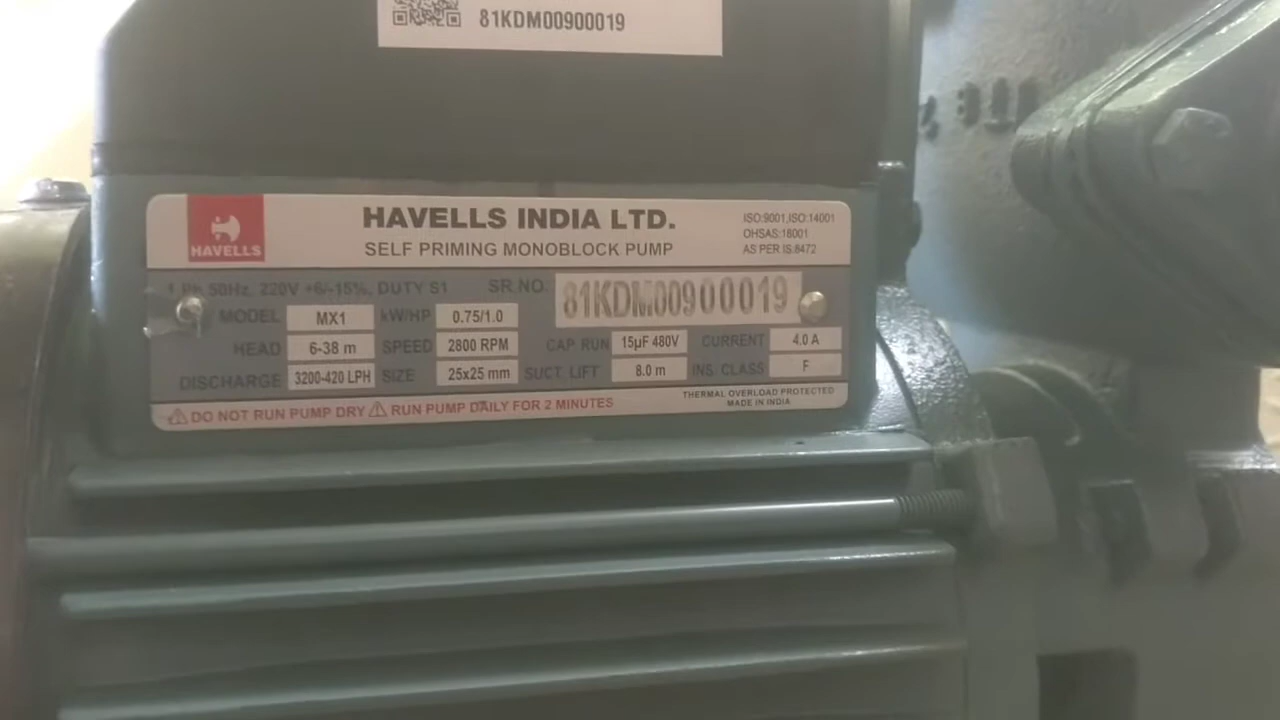 81KDM00900019
HAVELLS
HAVELLS INDIA LTD.
SELF PRIMING MONOBLOCK PUMP
ISO:9001,ISO:14001
OHSAS:18001
AS PER IS:8472
1 Ph 50Hz, 220V +6/-15%, DUTY S1 SR.NO. 81KDM00900019
MODEL MX1 kW/HP 0.75/1.0
HEAD 6-38 m SPEED 2800 RPM CAP RUN 15µF 480V CURRENT 4.0 A
DISCHARGE 3200-420 LPH SIZE 25x25 mm SUCT. LIFT 8.0 m INS. CLASS F
⚠ DO NOT RUN PUMP DRY ⚠ RUN PUMP DAILY FOR 2 MINUTES
THERMAL OVERLOAD PROTECTED
MADE IN INDIA